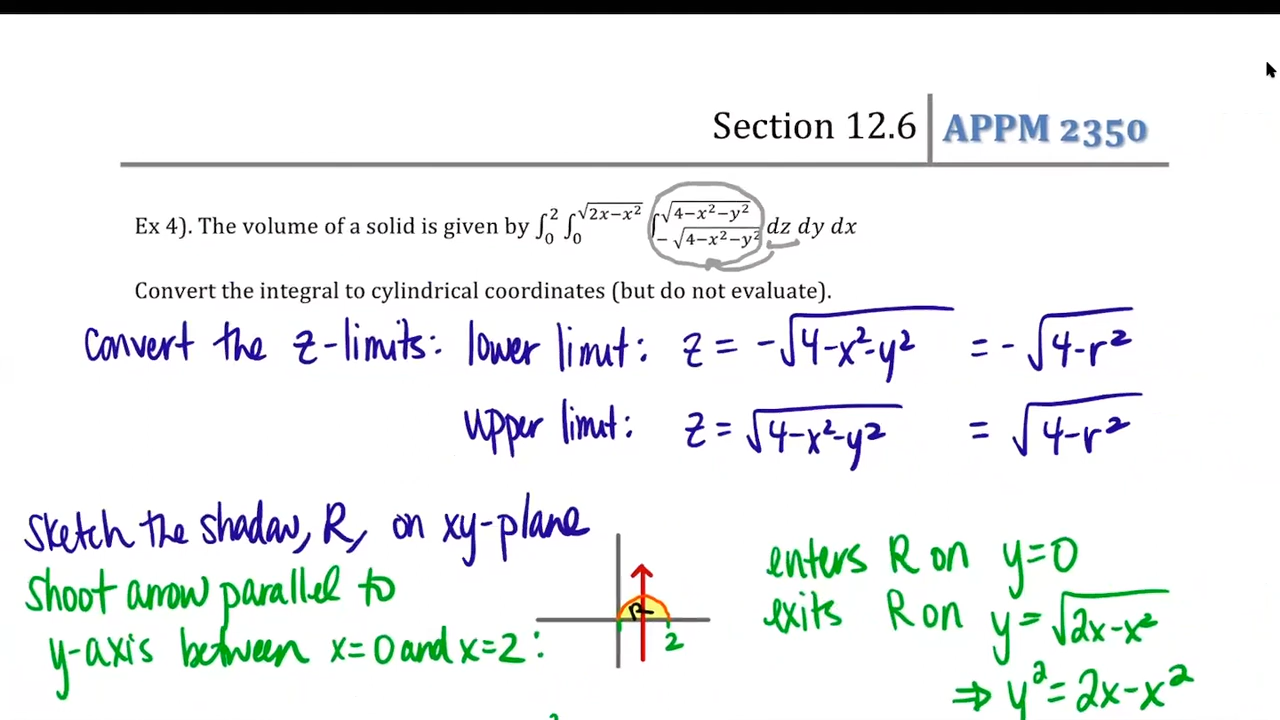 Section 12.6 APPM 2350
Ex 4). The volume of a solid is given by ∫₀² ∫₀^√(2x−x²) ∫_{−√(4−x²−y²)}^{√(4−x²−y²)} dz dy dx
Convert the integral to cylindrical coordinates (but do not evaluate).
Convert the z-limits: lower limit: z = -√(4-x²-y²) = -√(4-r²)
upper limit: z = √(4-x²-y²) = √(4-r²)
Sketch the shadow, R, on xy-plane
Shoot arrow parallel to
y-axis between x=0 and x=2:
R
2
enters R on y=0
exits R on y=√(2x-x²)
⇒ y²=2x-x²